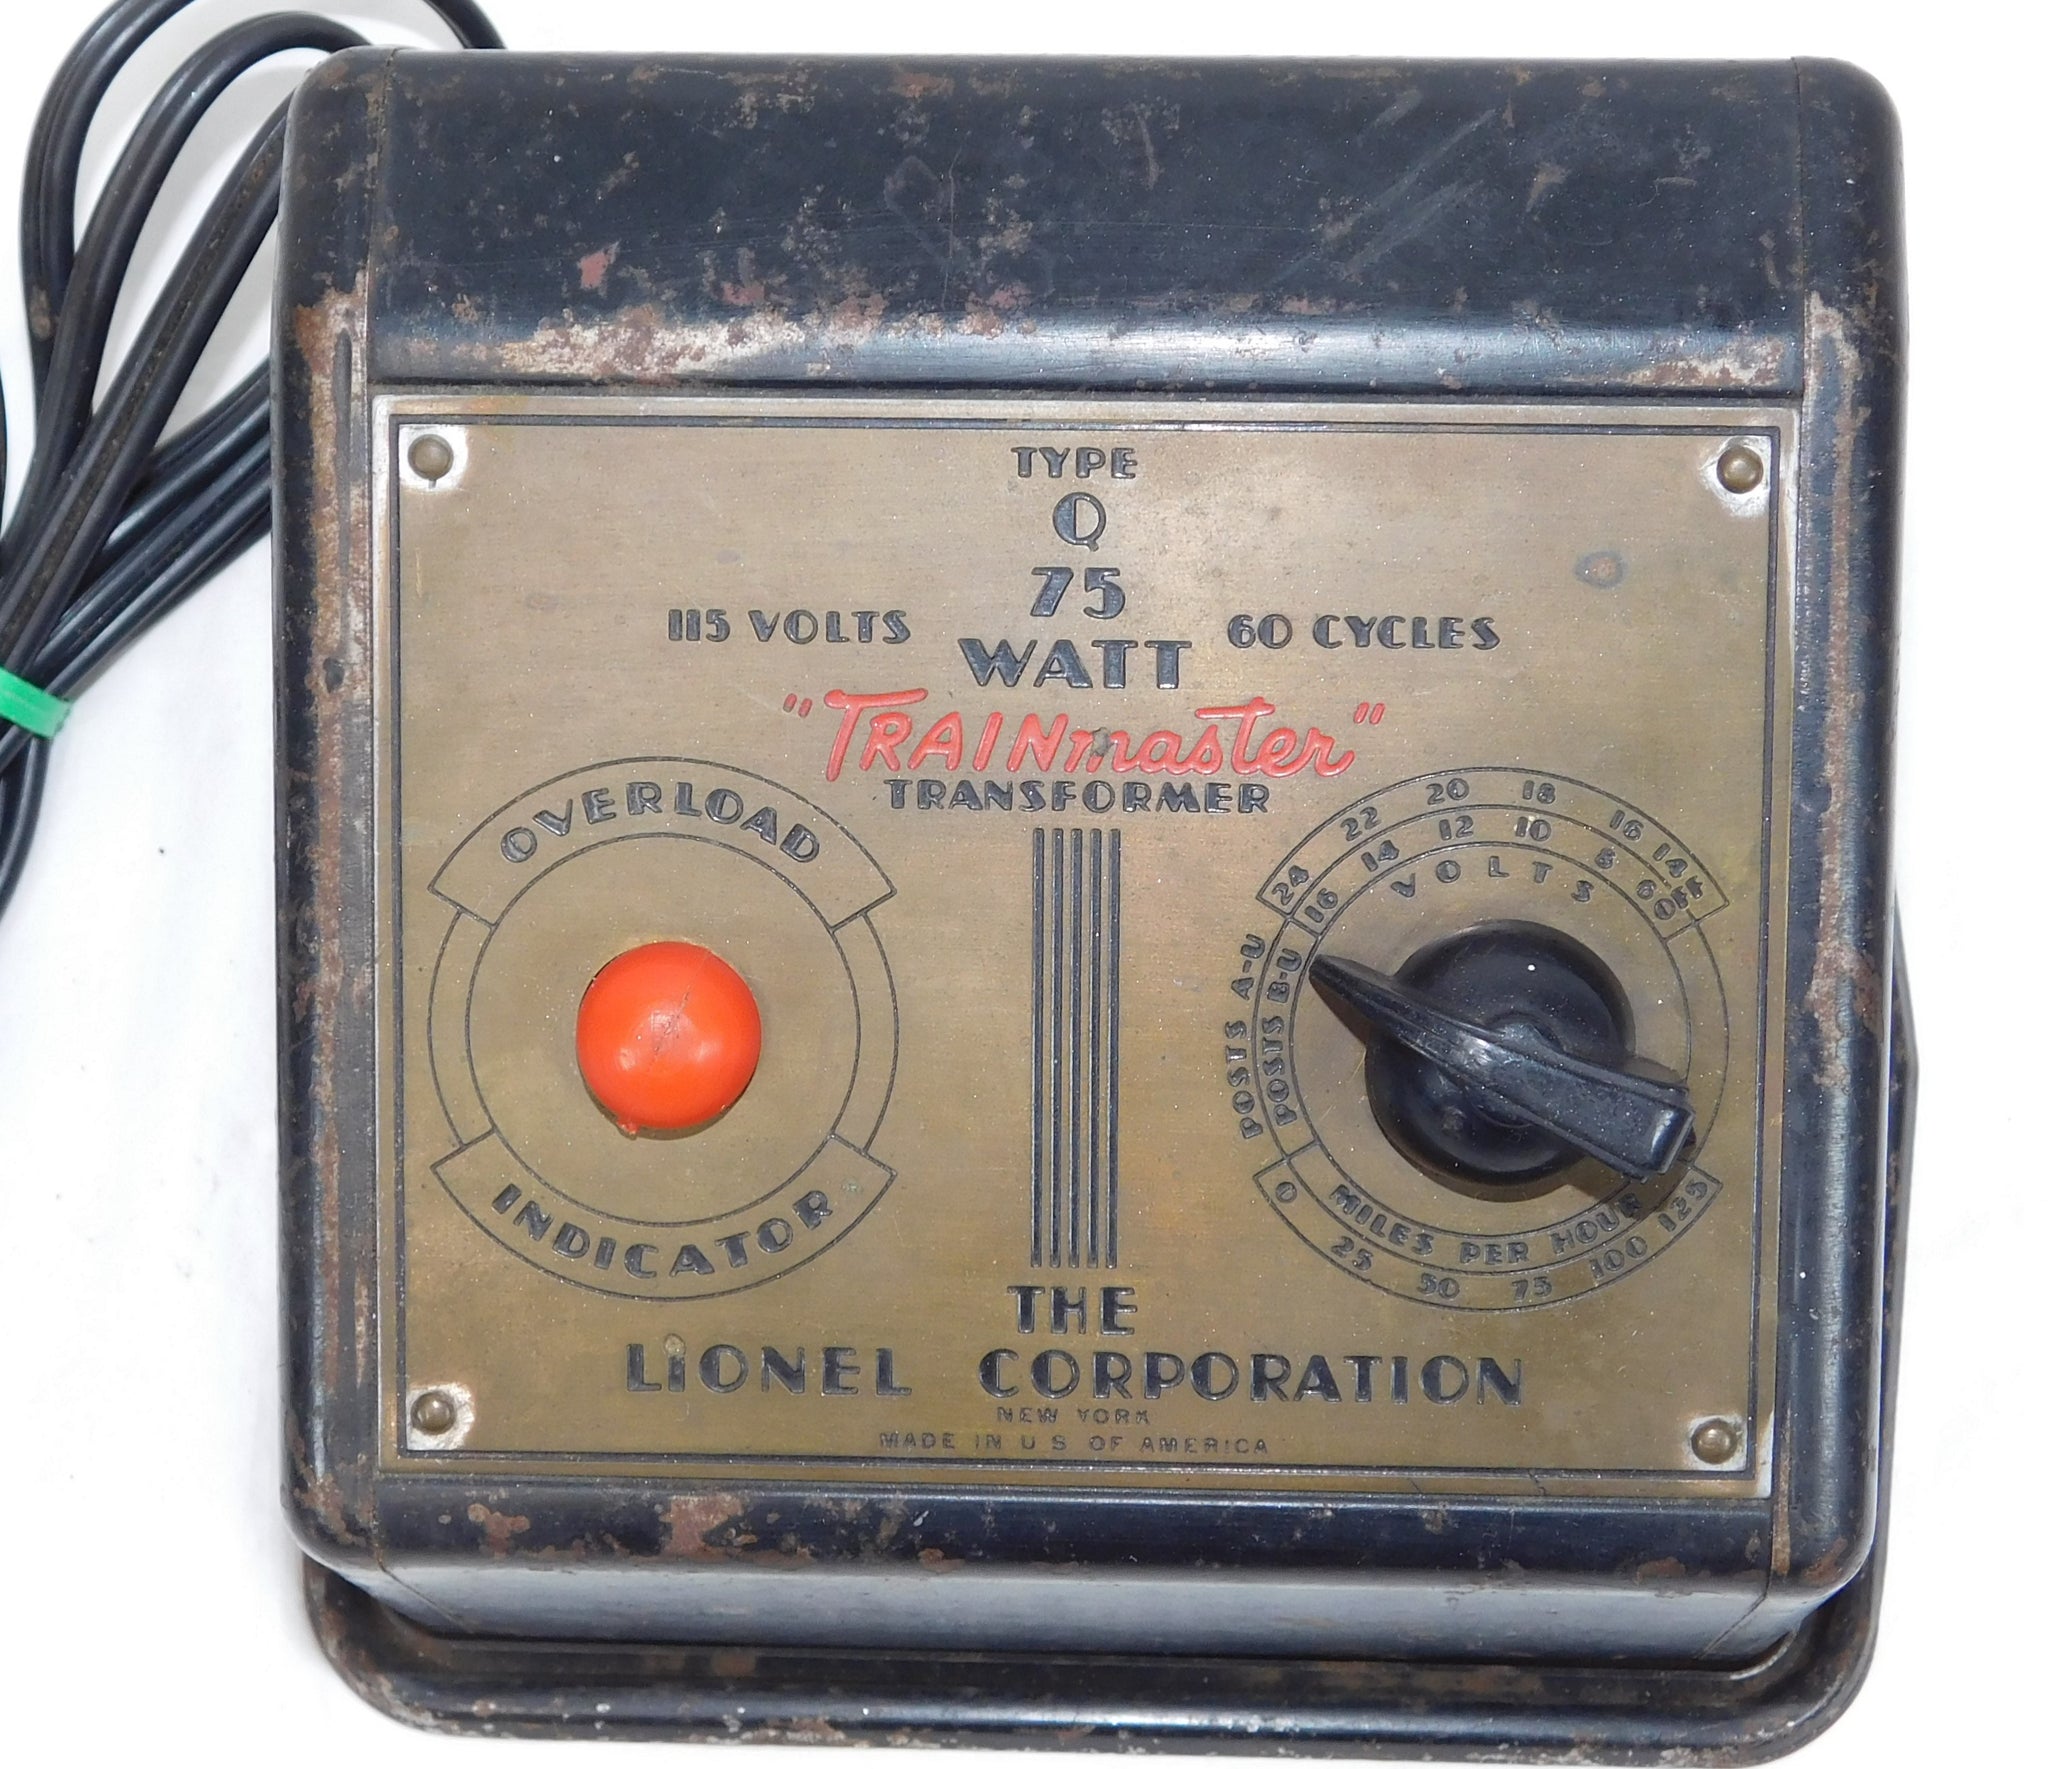 TYPE
Q
75
115 VOLTS WATT 60 CYCLES
"TRAINmaster"
TRANSFORMER
OVERLOAD
INDICATOR
24 22 20 18 16 14
16 14 12 10 8 6 OFF
VOLTS
POSTS A-U
POSTS B-U
MILES PER HOUR
0 25 50 75 100 125
THE
LIONEL CORPORATION
NEW YORK
MADE IN U S OF AMERICA